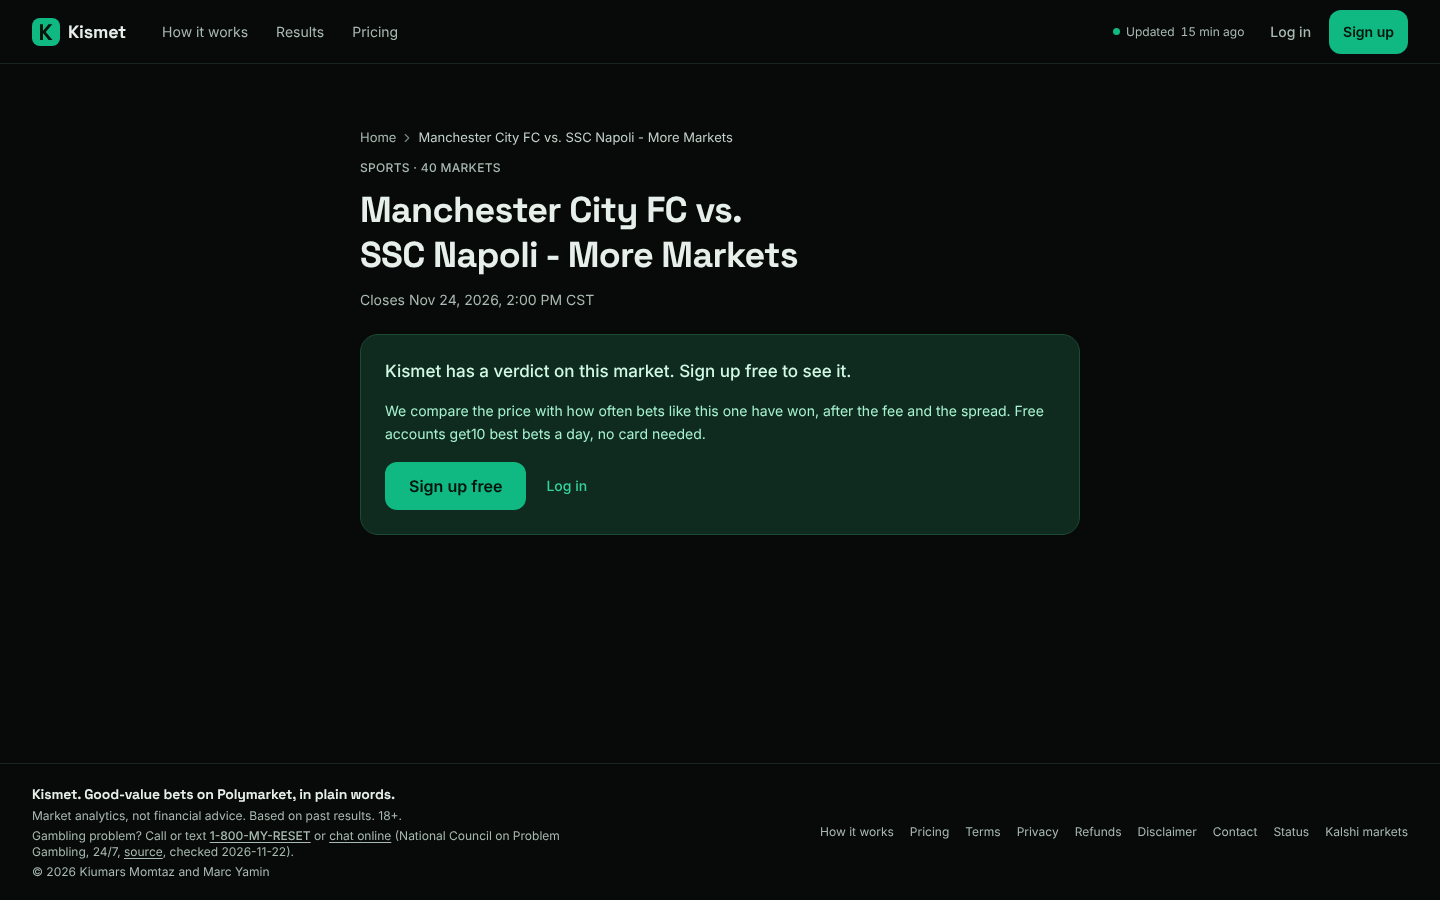 K Kismet How it works Results Pricing Updated 15 min ago Log in Sign up
Home > Manchester City FC vs. SSC Napoli - More Markets
SPORTS · 40 MARKETS
Manchester City FC vs.
SSC Napoli - More Markets
Closes Nov 24, 2026, 2:00 PM CST
Kismet has a verdict on this market. Sign up free to see it.
We compare the price with how often bets like this one have won, after the fee and the spread. Free
accounts get10 best bets a day, no card needed.
Sign up free Log in
Kismet. Good-value bets on Polymarket, in plain words.
Market analytics, not financial advice. Based on past results. 18+.
Gambling problem? Call or text 1-800-MY-RESET or chat online (National Council on Problem
Gambling, 24/7, source, checked 2026-11-22).
© 2026 Kiumars Momtaz and Marc Yamin
How it works Pricing Terms Privacy Refunds Disclaimer Contact Status Kalshi markets